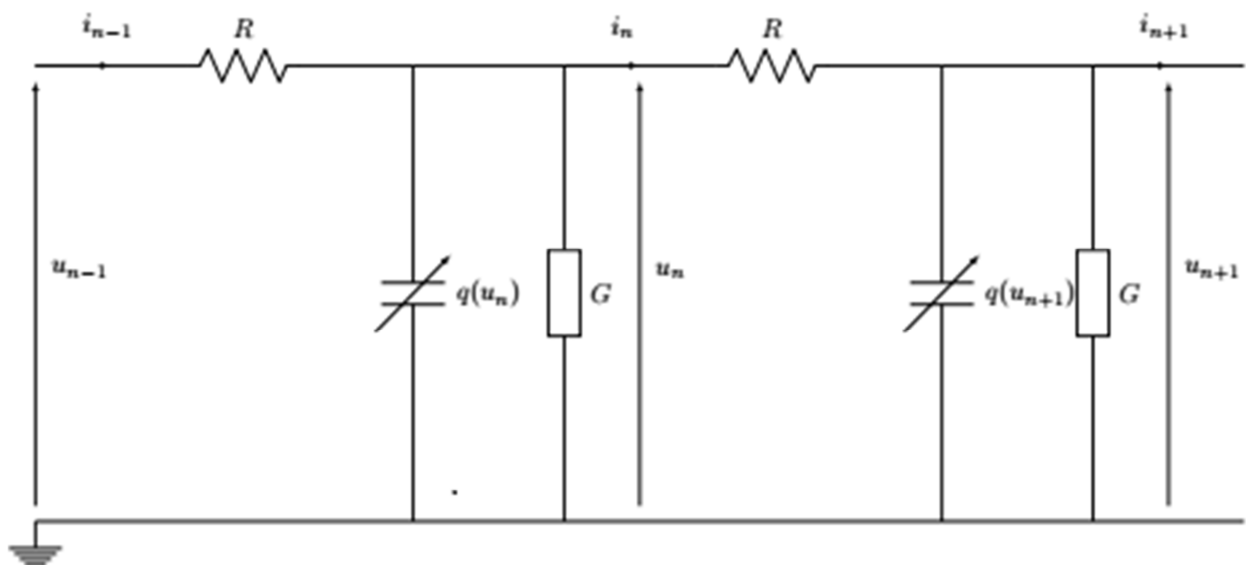 i_{n-1} R i_n R i_{n+1}
u_{n-1} q(u_n) G u_n q(u_{n+1}) G u_{n+1}